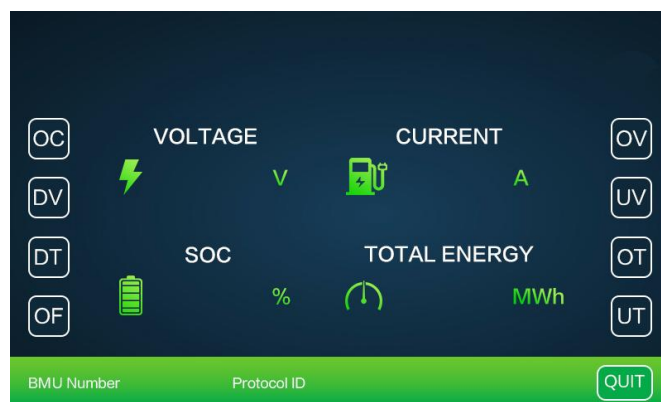 OC VOLTAGE CURRENT OV
DV V A UV
DT SOC TOTAL ENERGY OT
OF % MWh UT
BMU Number Protocol ID QUIT